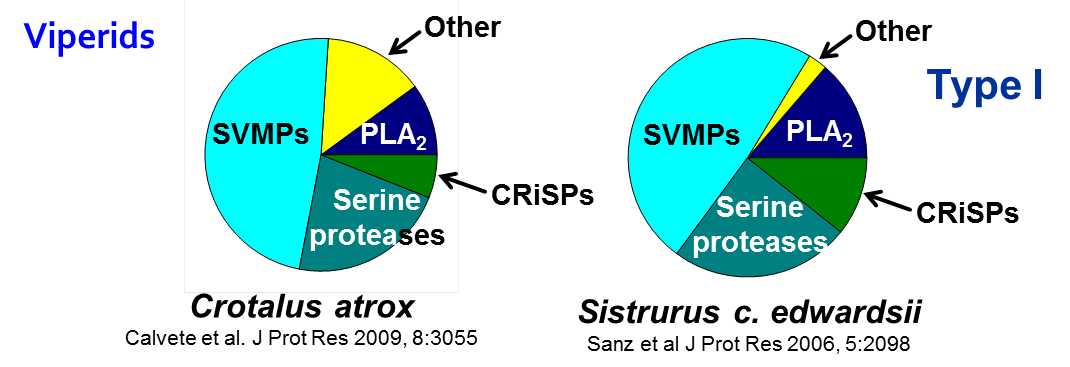 Viperids
Other
SVMPs
PLA₂
CRiSPs
Serine
proteases
Crotalus atrox
Calvete et al. J Prot Res 2009, 8:3055
Other
Type I
SVMPs
PLA₂
CRiSPs
Serine
proteases
Sistrurus c. edwardsii
Sanz et al J Prot Res 2006, 5:2098